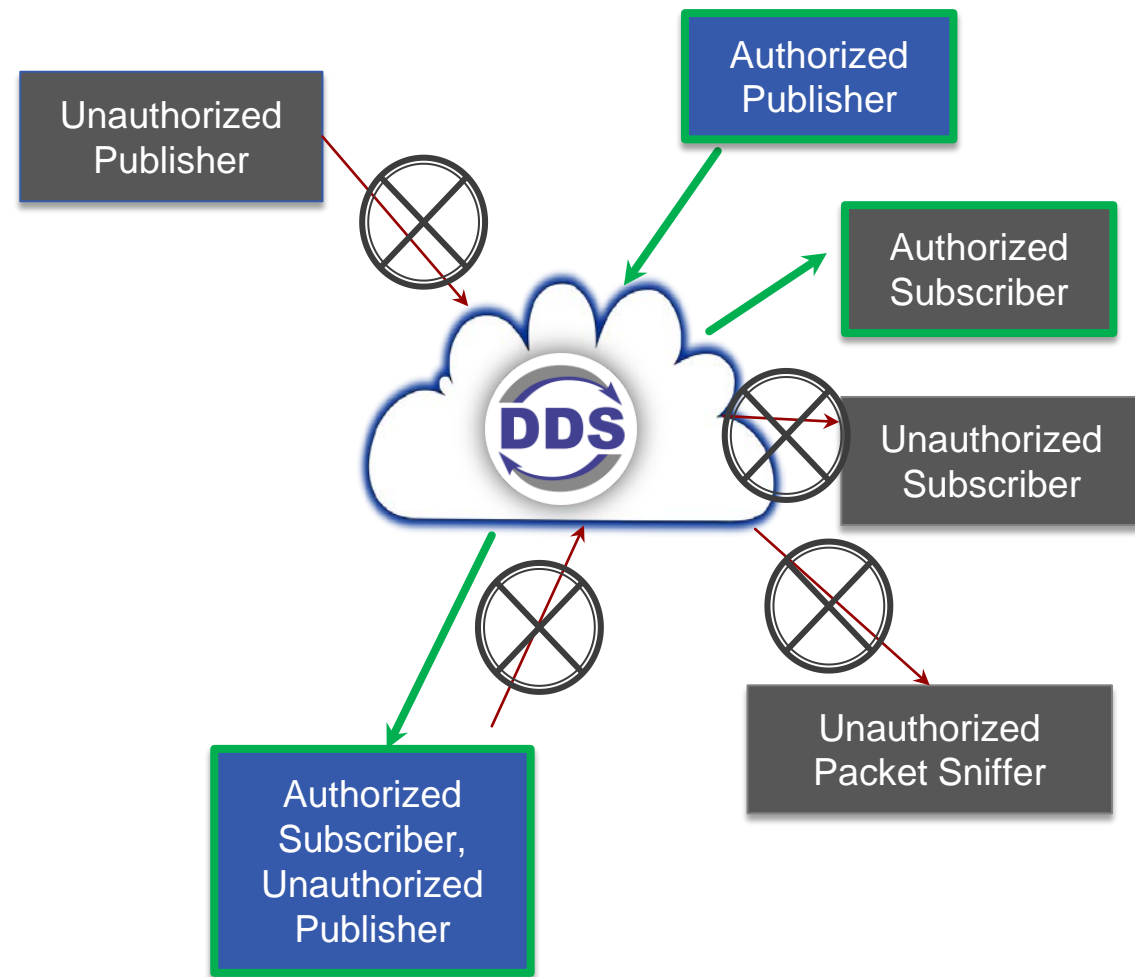 Authorized
Publisher
Unauthorized
Publisher
Authorized
Subscriber
DDS
Unauthorized
Subscriber
Unauthorized
Packet Sniffer
Authorized
Subscriber,
Unauthorized
Publisher